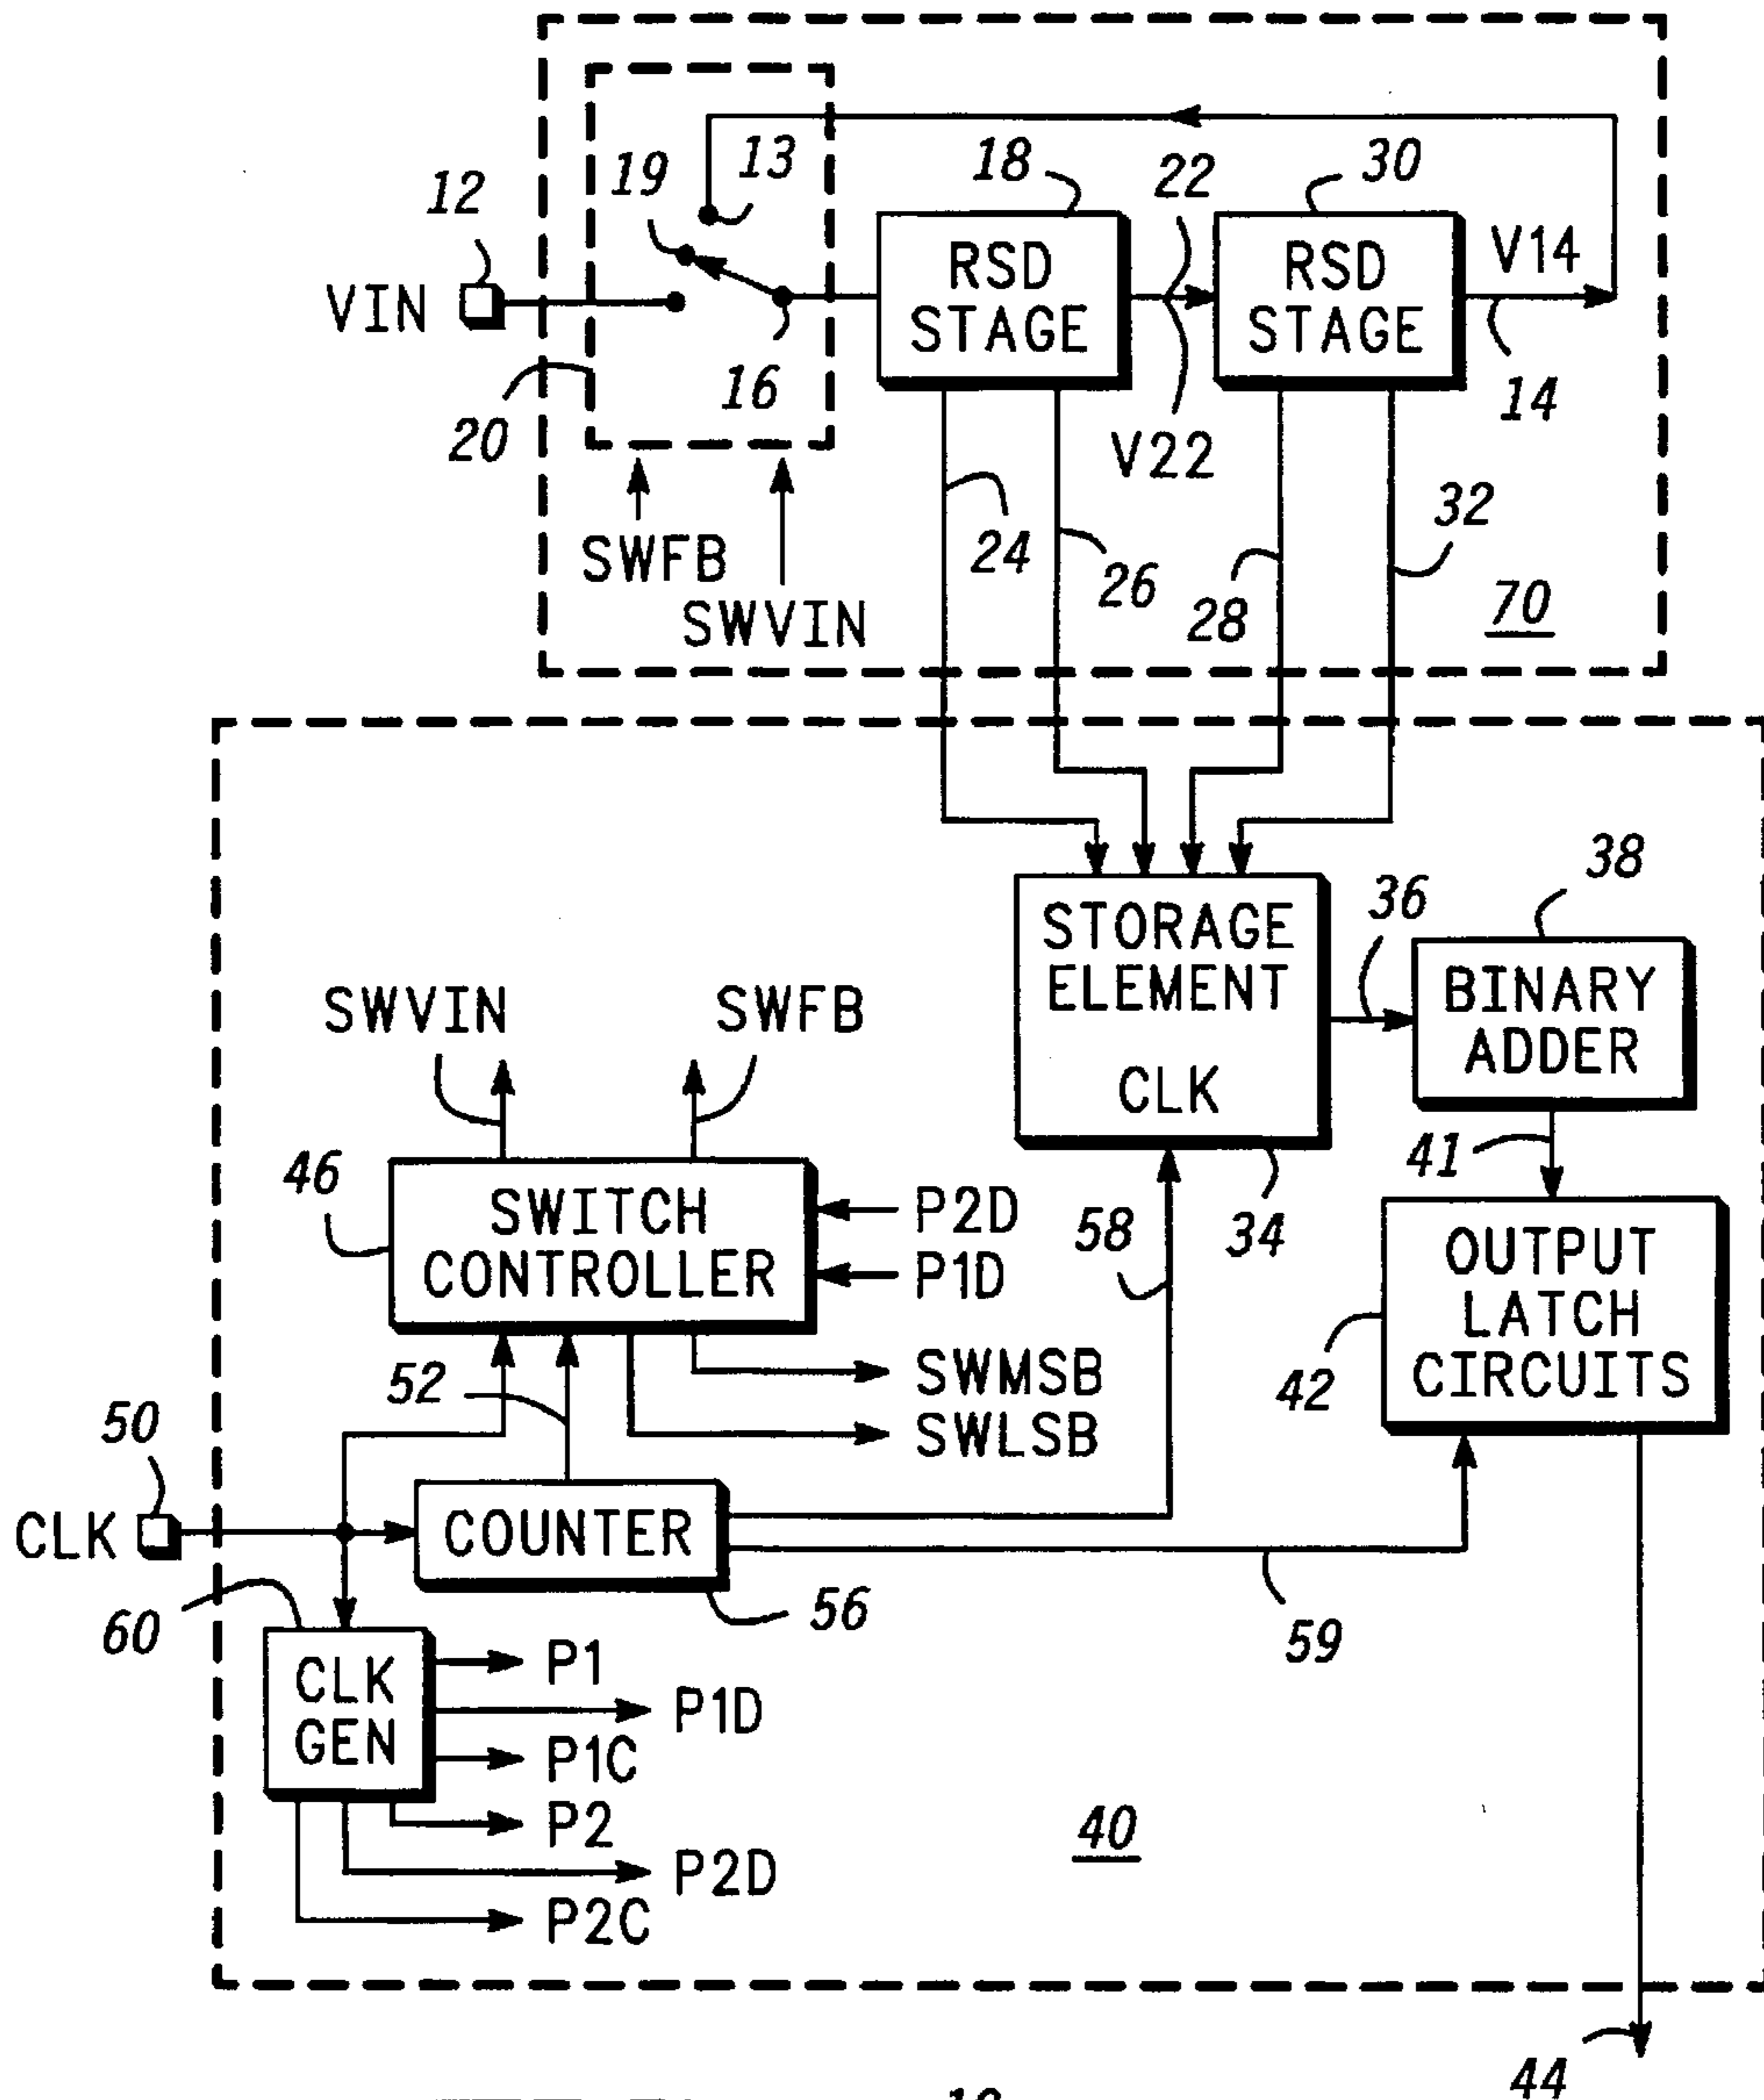 13
19
18
22
30
12
VIN
RSD
STAGE
RSD
STAGE
V14
16
14
20
V22
SWFB
SWVIN
24
26
28
32
70
38
36
STORAGE
ELEMENT
CLK
BINARY
ADDER
SWVIN
SWFB
41
46
SWITCH
CONTROLLER
P2D
P1D
58
34
OUTPUT
LATCH
CIRCUITS
42
52
SWMSB
SWLSB
50
CLK
COUNTER
56
59
60
CLK
GEN
P1
P1D
P1C
P2
P2D
P2C
40
44